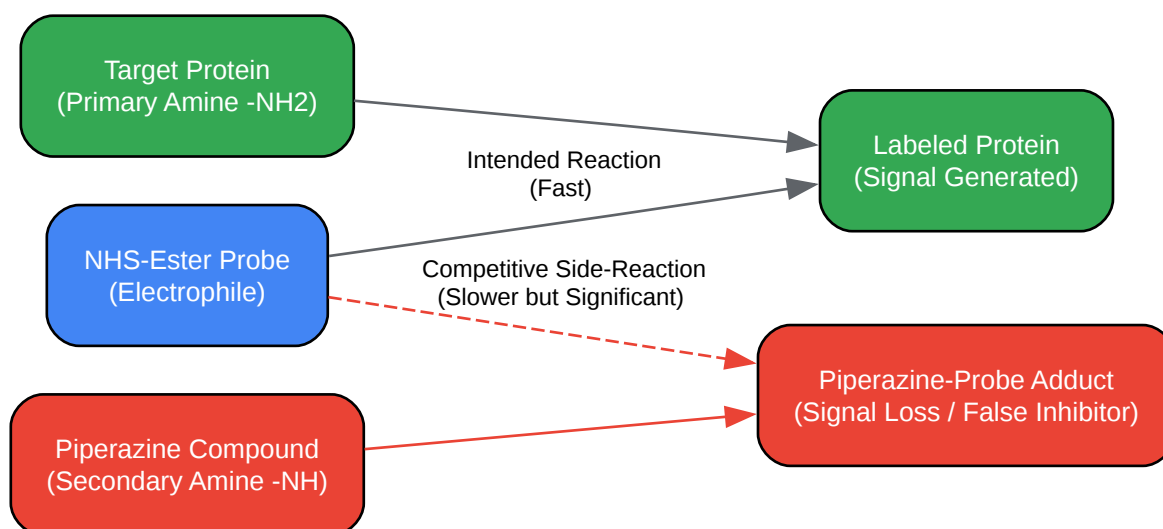 Target Protein
(Primary Amine -NH2)
Labeled Protein
(Signal Generated)
Intended Reaction
(Fast)
NHS-Ester Probe
(Electrophile)
Competitive Side-Reaction
(Slower but Significant)
Piperazine-Probe Adduct
(Signal Loss / False Inhibitor)
Piperazine Compound
(Secondary Amine -NH)